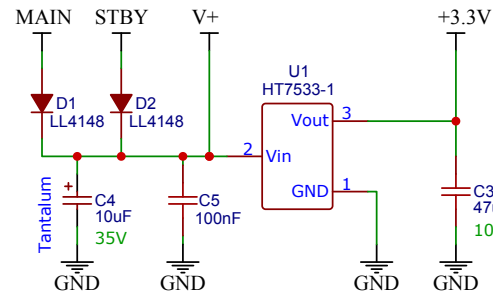 MAIN STBY V+ +3.3V
U1
HT7533-1
D1
LL4148
D2
LL4148
Vout 3
2 Vin
GND 1
Tantalum
+
C4
10uF
35V
C5
100nF
C3
GND GND GND GND